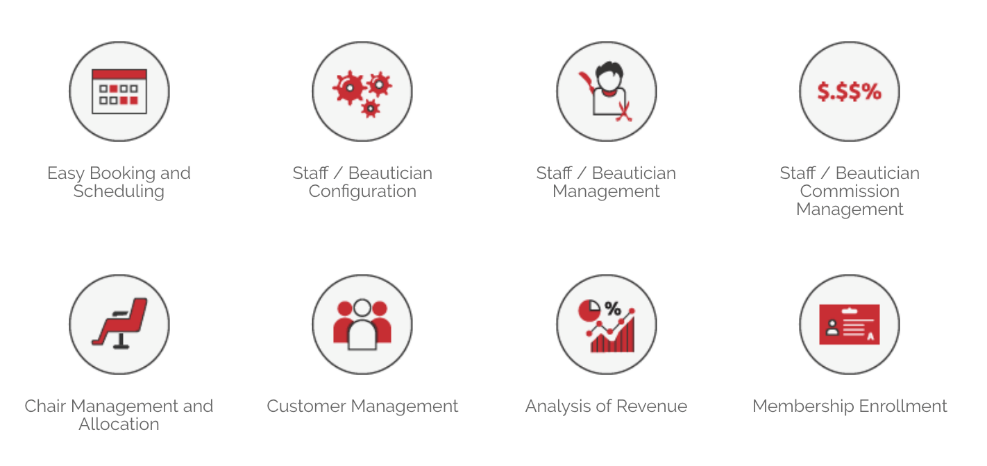 $.$$%
Easy Booking and
Scheduling
Staff / Beautician
Configuration
Staff / Beautician
Management
Staff / Beautician
Commission
Management
%
A
Chair Management and
Allocation
Customer Management
Analysis of Revenue
Membership Enrollment